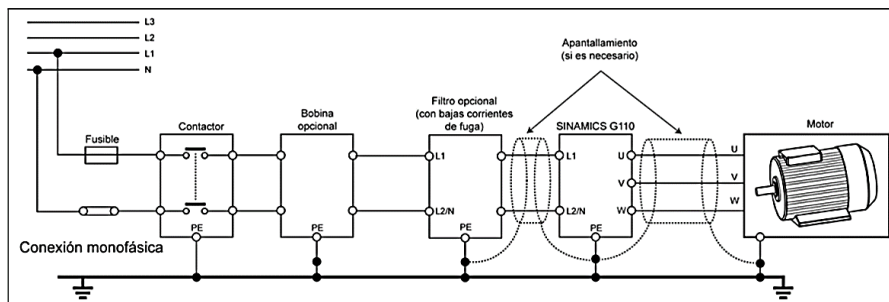 L3
L2
L1
N
Apantallamiento
(si es necesario)
Fusible
Contactor
Bobina
opcional
Filtro opcional
(con bajas corrientes
de fuga)
SINAMICS G110
Motor
L1
L1
U
U
V
V
L2/N
L2/N
W
W
PE
PE
PE
PE
Conexión monofásica